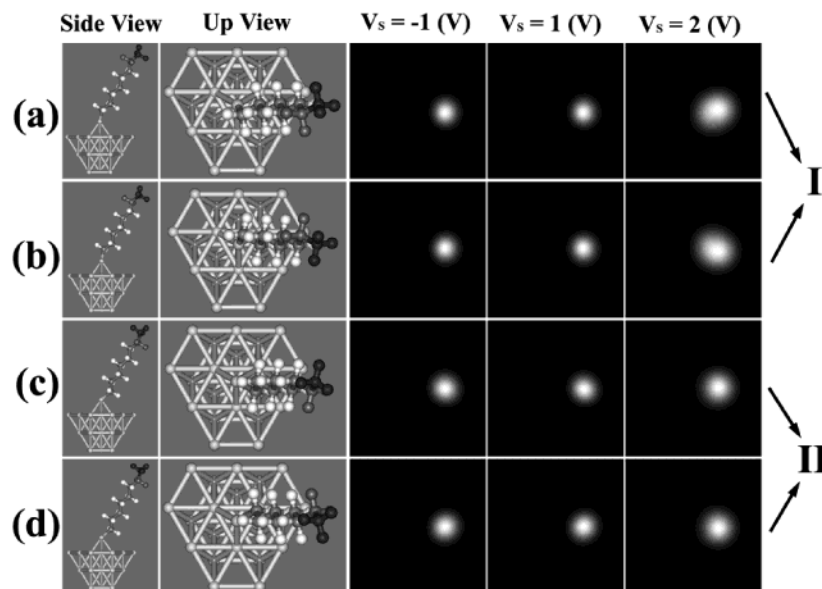 Side View Up View Vs = -1 (V) Vs = 1 (V) Vs = 2 (V)
(a)
I
(b)
(c)
II
(d)